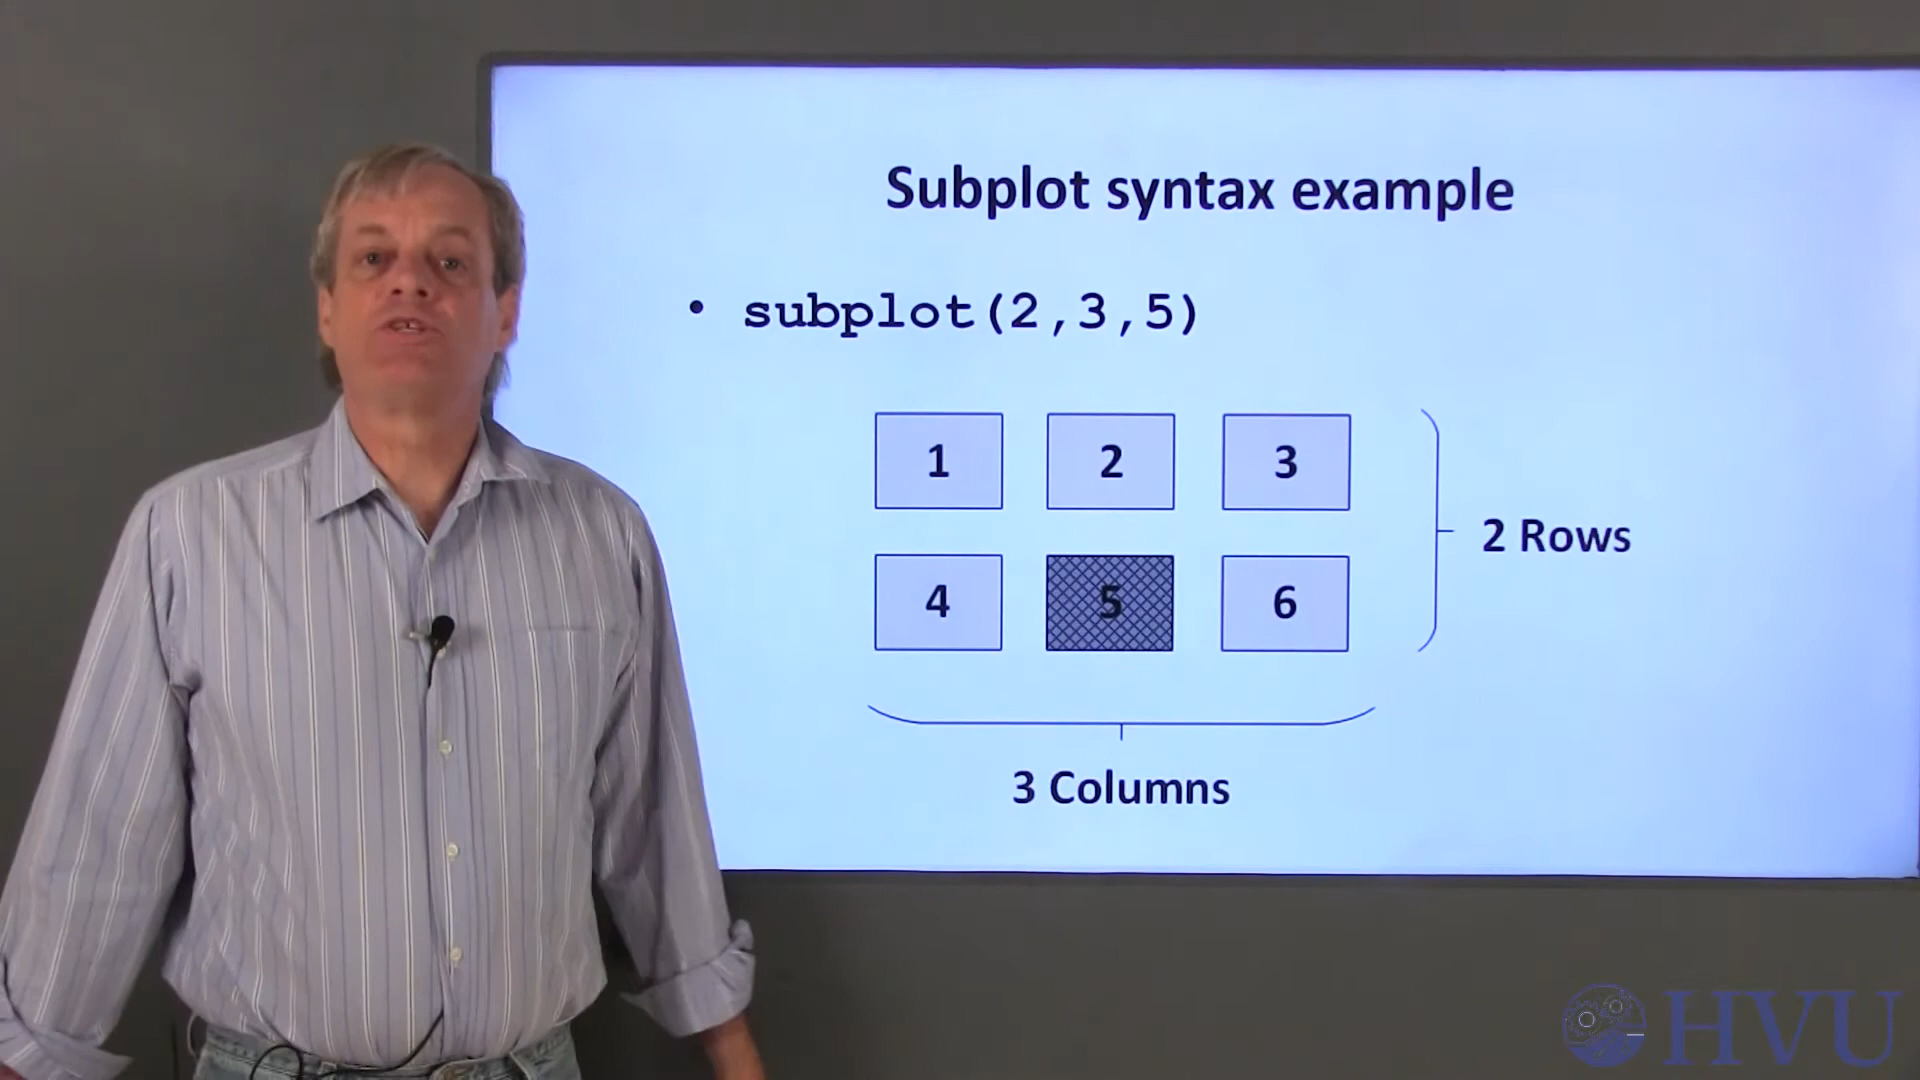 Subplot syntax example
• subplot(2,3,5)
1 2 3
2 Rows
4 5 6
3 Columns
HVU